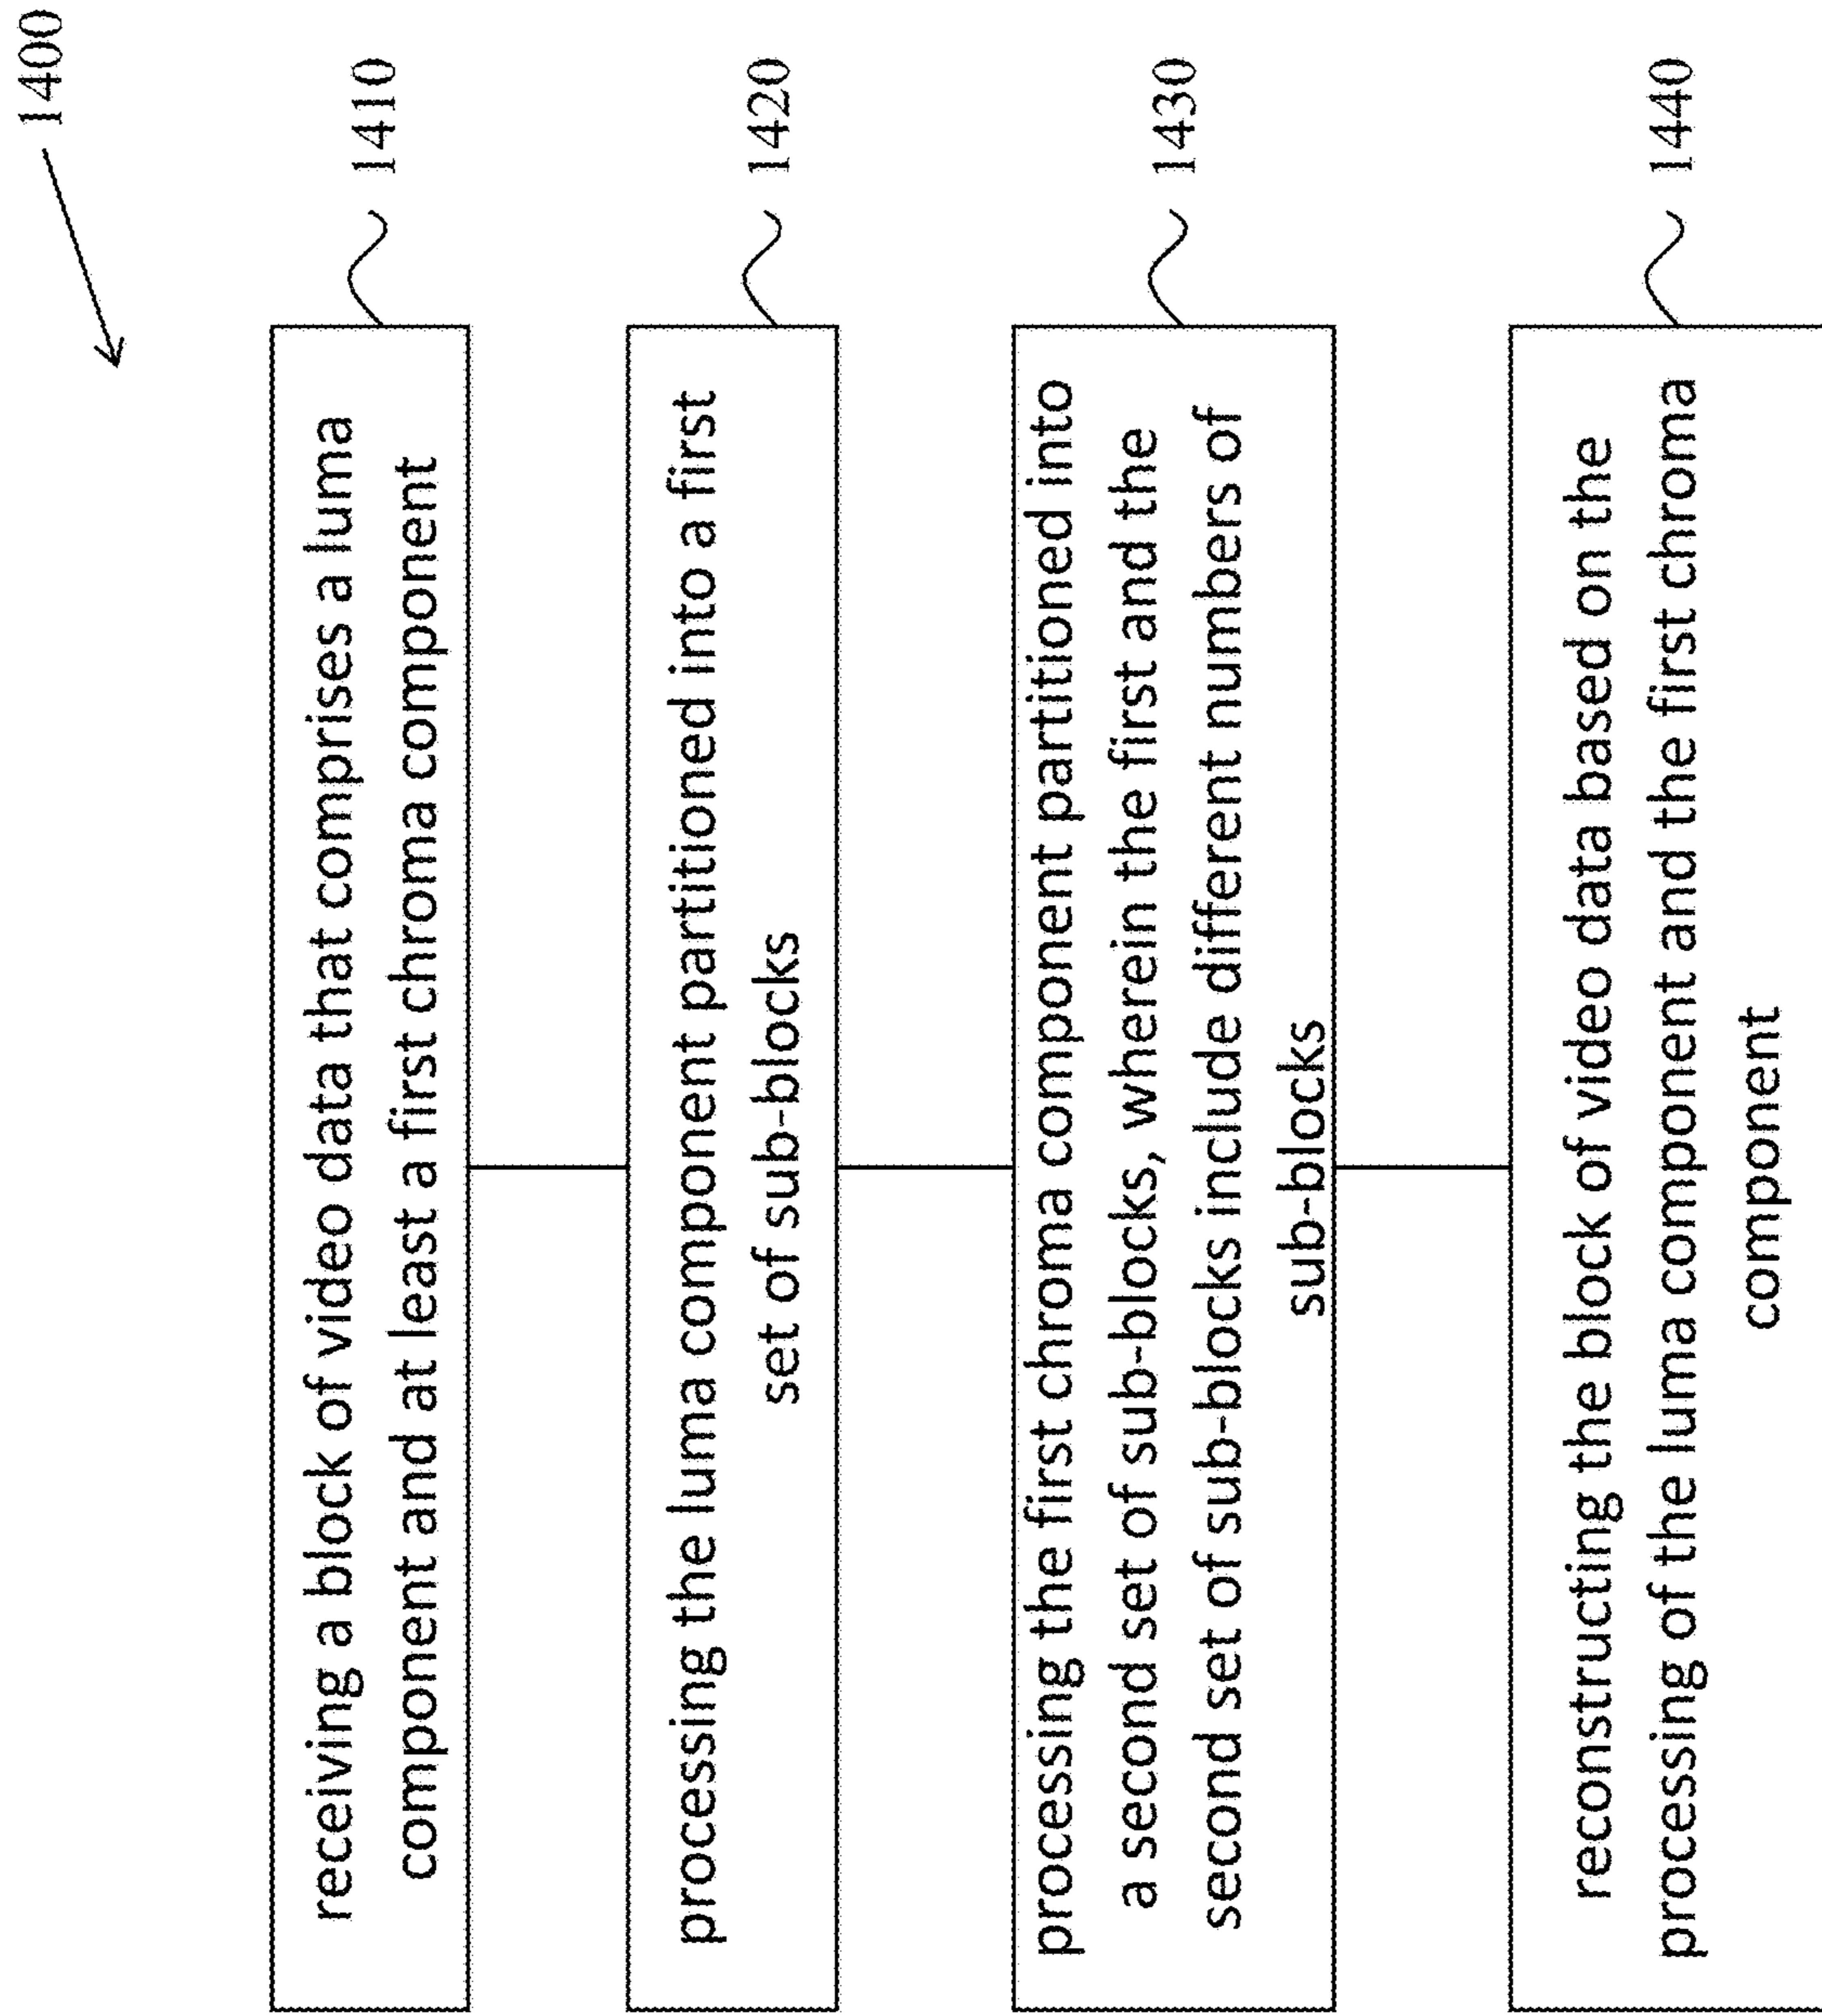 1400
receiving a block of video data that comprises a luma
component and at least a first chroma component
1410
processing the luma component partitioned into a first
set of sub-blocks
1420
processing the first chroma component partitioned into
a second set of sub-blocks, wherein the first and the
second set of sub-blocks include different numbers of
sub-blocks
1430
reconstructing the block of video data based on the
processing of the luma component and the first chroma
component
1440